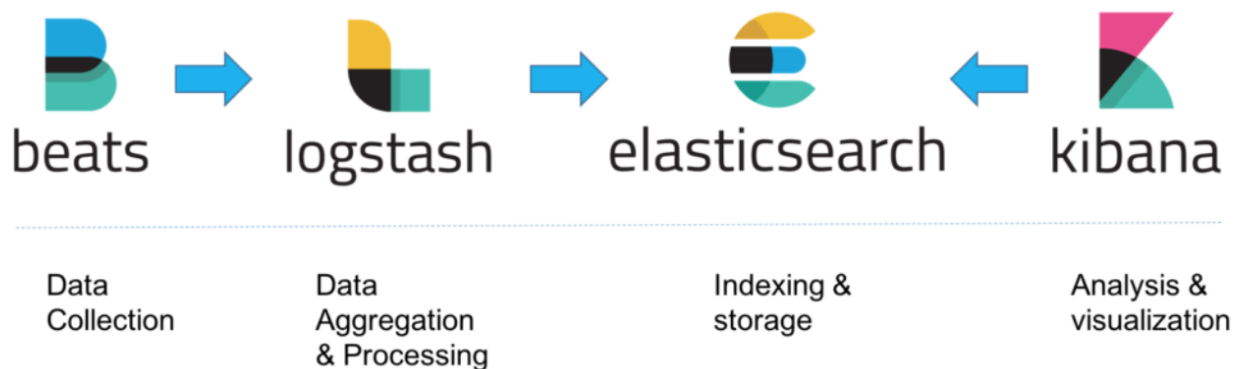 beats
logstash
elasticsearch
kibana
Data
Collection
Data
Aggregation
& Processing
Indexing &
storage
Analysis &
visualization